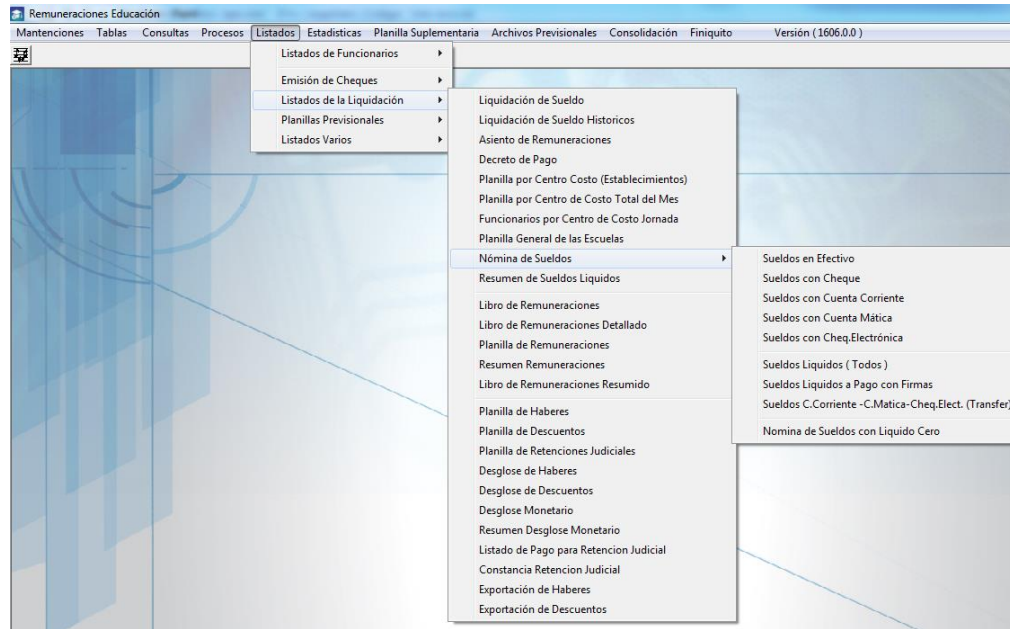 Remuneraciones Educación
Mantenciones Tablas Consultas Procesos Listados Estadisticas Planilla Suplementaria Archivos Previsionales Consolidación Finiquito Versión ( 1606.0.0 )
Listados de Funcionarios
Emisión de Cheques
Listados de la Liquidación
Planillas Previsionales
Listados Varios
Liquidación de Sueldo
Liquidación de Sueldo Historicos
Asiento de Remuneraciones
Decreto de Pago
Planilla por Centro Costo (Establecimientos)
Planilla por Centro de Costo Total del Mes
Funcionarios por Centro de Costo Jornada
Planilla General de las Escuelas
Nómina de Sueldos
Resumen de Sueldos Liquidos
Libro de Remuneraciones
Libro de Remuneraciones Detallado
Planilla de Remuneraciones
Resumen Remuneraciones
Libro de Remuneraciones Resumido
Planilla de Haberes
Planilla de Descuentos
Planilla de Retenciones Judiciales
Desglose de Haberes
Desglose de Descuentos
Desglose Monetario
Resumen Desglose Monetario
Listado de Pago para Retencion Judicial
Constancia Retencion Judicial
Exportación de Haberes
Exportación de Descuentos
Sueldos en Efectivo
Sueldos con Cheque
Sueldos con Cuenta Corriente
Sueldos con Cuenta Mática
Sueldos con Cheq.Electrónica
Sueldos Liquidos ( Todos )
Sueldos Liquidos a Pago con Firmas
Sueldos C.Corriente -C.Matica-Cheq.Elect. (Transfer)
Nomina de Sueldos con Liquido Cero